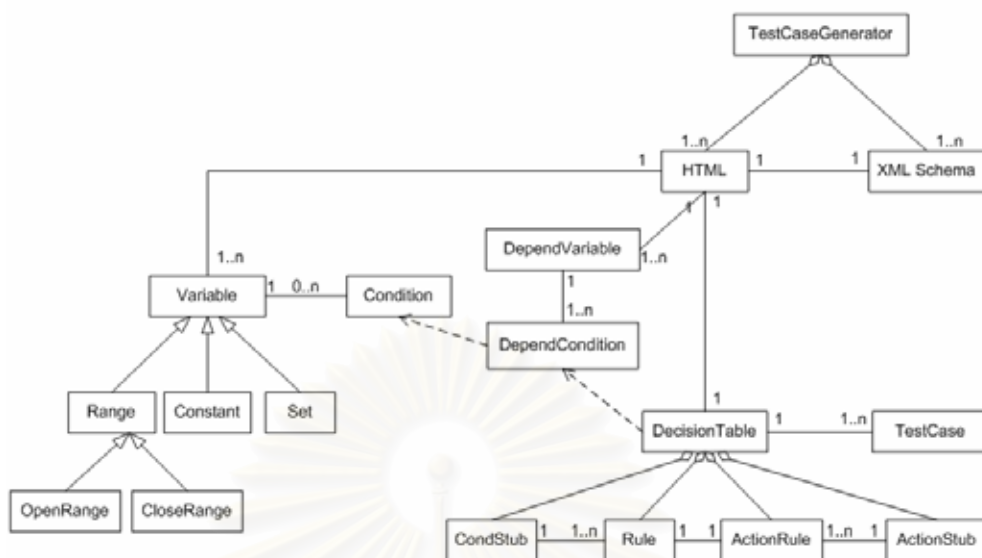 TestCaseGenerator
1..n
1..n
HTML
XML Schema
1
1
1
1
1
DependVariable
1..n
1..n
Variable
1
0..n
Condition
1
1..n
DependCondition
Range
Constant
Set
1
DecisionTable
1
1..n
TestCase
OpenRange
CloseRange
CondStub
1
1..n
Rule
1
1
ActionRule
1..n
1
ActionStub